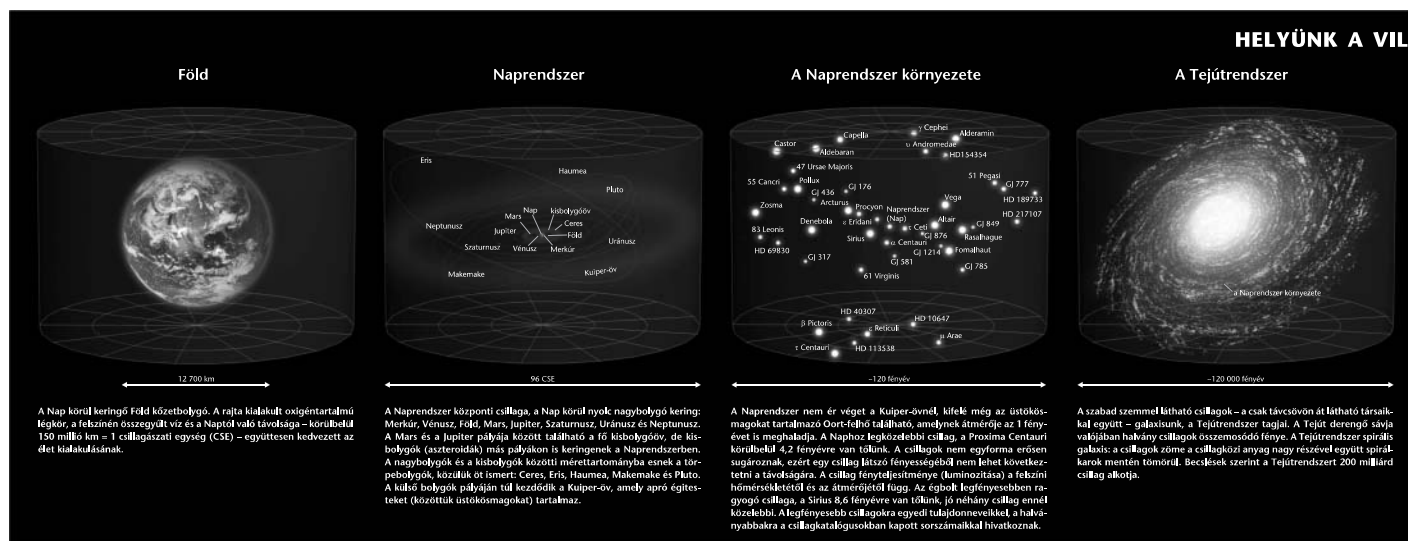 HELYÜNK A VIL
Föld
12 700 km
A Nap körül keringő Föld kőzetbolygó. A rajta kialakult oxigéntartalmú
légkör, a felszínén összegyűlt víz és a Naptól való távolsága – körülbelül
150 millió km = 1 csillagászati egység (CSE) – együttesen kedvezett az
élet kialakulásának.
Naprendszer
Eris
Haumea
Pluto
Nap
kisbolygóöv
Mars
Ceres
Neptunusz
Jupiter
Föld
Szaturnusz
Vénusz
Merkúr
Uránusz
Makemake
Kuiper-öv
96 CSE
A Naprendszer központi csillaga, a Nap körül nyolc nagybolygó kering:
Merkúr, Vénusz, Föld, Mars, Jupiter, Szaturnusz, Uránusz és Neptunusz.
A Mars és a Jupiter pályája között található a fő kisbolygóöv, de kis-
bolygók (aszteroidák) más pályákon is keringenek a Naprendszerben.
A nagybolygók és a kisbolygók közötti mérettartományba esnek a tör-
pebolygók, közülük öt ismert: Ceres, Eris, Haumea, Makemake és Pluto.
A külső bolygók pályáján túl kezdődik a Kuiper-öv, amely apró égites-
teket (közöttük üstökösmagokat) tartalmaz.
A Naprendszer környezete
γ Cephei
Capella
Alderamin
Castor
Aldebaran
υ Andromedae
HD154354
47 Ursae Majoris
55 Cancri
Pollux
GJ 176
51 Pegasi
GJ 777
GJ 436
HD 189733
Arcturus
Procyon
Vega
Zosma
Naprendszer
(Nap)
HD 217107
Denebola
ε Eridani
τ Ceti
Altair
GJ 849
83 Leonis
Sirius
GJ 876
Rasalhague
HD 69830
α Centauri
GJ 1214
Fomalhaut
GJ 317
GJ 581
GJ 785
61 Virginis
HD 40307
HD 10647
β Pictoris
ε Reticuli
μ Arae
τ Centauri
HD 113538
~120 fényév
A Naprendszer nem ér véget a Kuiper-övnél, kifelé még az üstökös-
magokat tartalmazó Oort-felhő található, amelynek átmérője az 1 fény-
évet is meghaladja. A Naphoz legközelebbi csillag, a Proxima Centauri
körülbelül 4,2 fényévre van tőlünk. A csillagok nem egyforma erősen
sugároznak, ezért egy csillag látszó fényességéből nem lehet következ-
tetni a távolságára. A csillag fényteljesítménye (luminozitása) a felszíni
hőmérsékletétől és az átmérőjétől függ. Az égbolt legfényesebben ra-
gyogó csillaga, a Sirius 8,6 fényévre van tőlünk, jó néhány csillag ennél
közelebbi. A legfényesebb csillagokra egyedi tulajdonneveikkel, a halvá-
nyabbakra a csillagkatalógusokban kapott sorszámaikkal hivatkoznak.
A Tejútrendszer
a Naprendszer környezete
~120 000 fényév
A szabad szemmel látható csillagok – a csak távcsövön át látható társaik-
kal együtt – galaxisunk, a Tejútrendszer tagjai. A Tejút derengő sávja
valójában halvány csillagok összemosódó fénye. A Tejútrendszer spirális
galaxis: a csillagok zöme a csillagközi anyag nagy részével együtt spirál-
karok mentén tömörül. Becslések szerint a Tejútrendszert 200 milliárd
csillag alkotja.